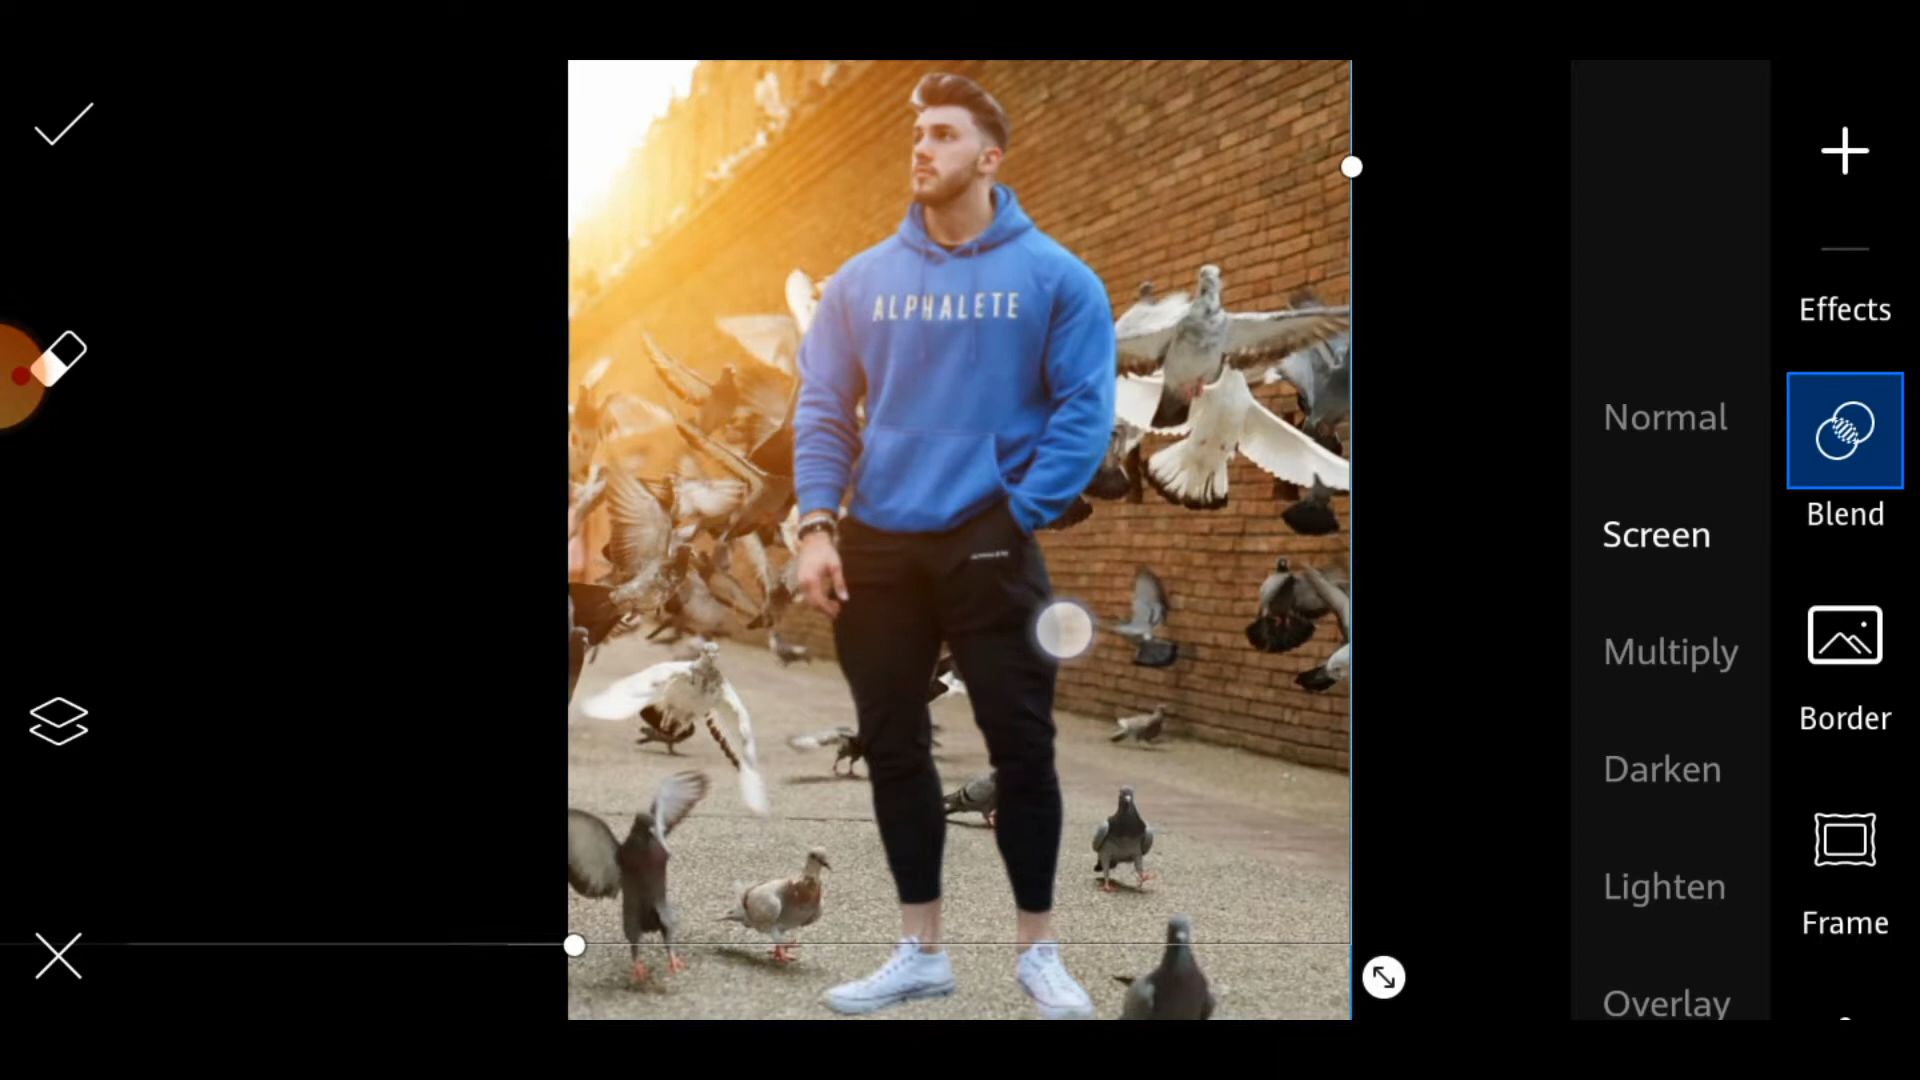 ALPHALETE
Effects
Normal
Blend
Screen
Multiply
Border
Darken
Lighten
Frame
Overlay